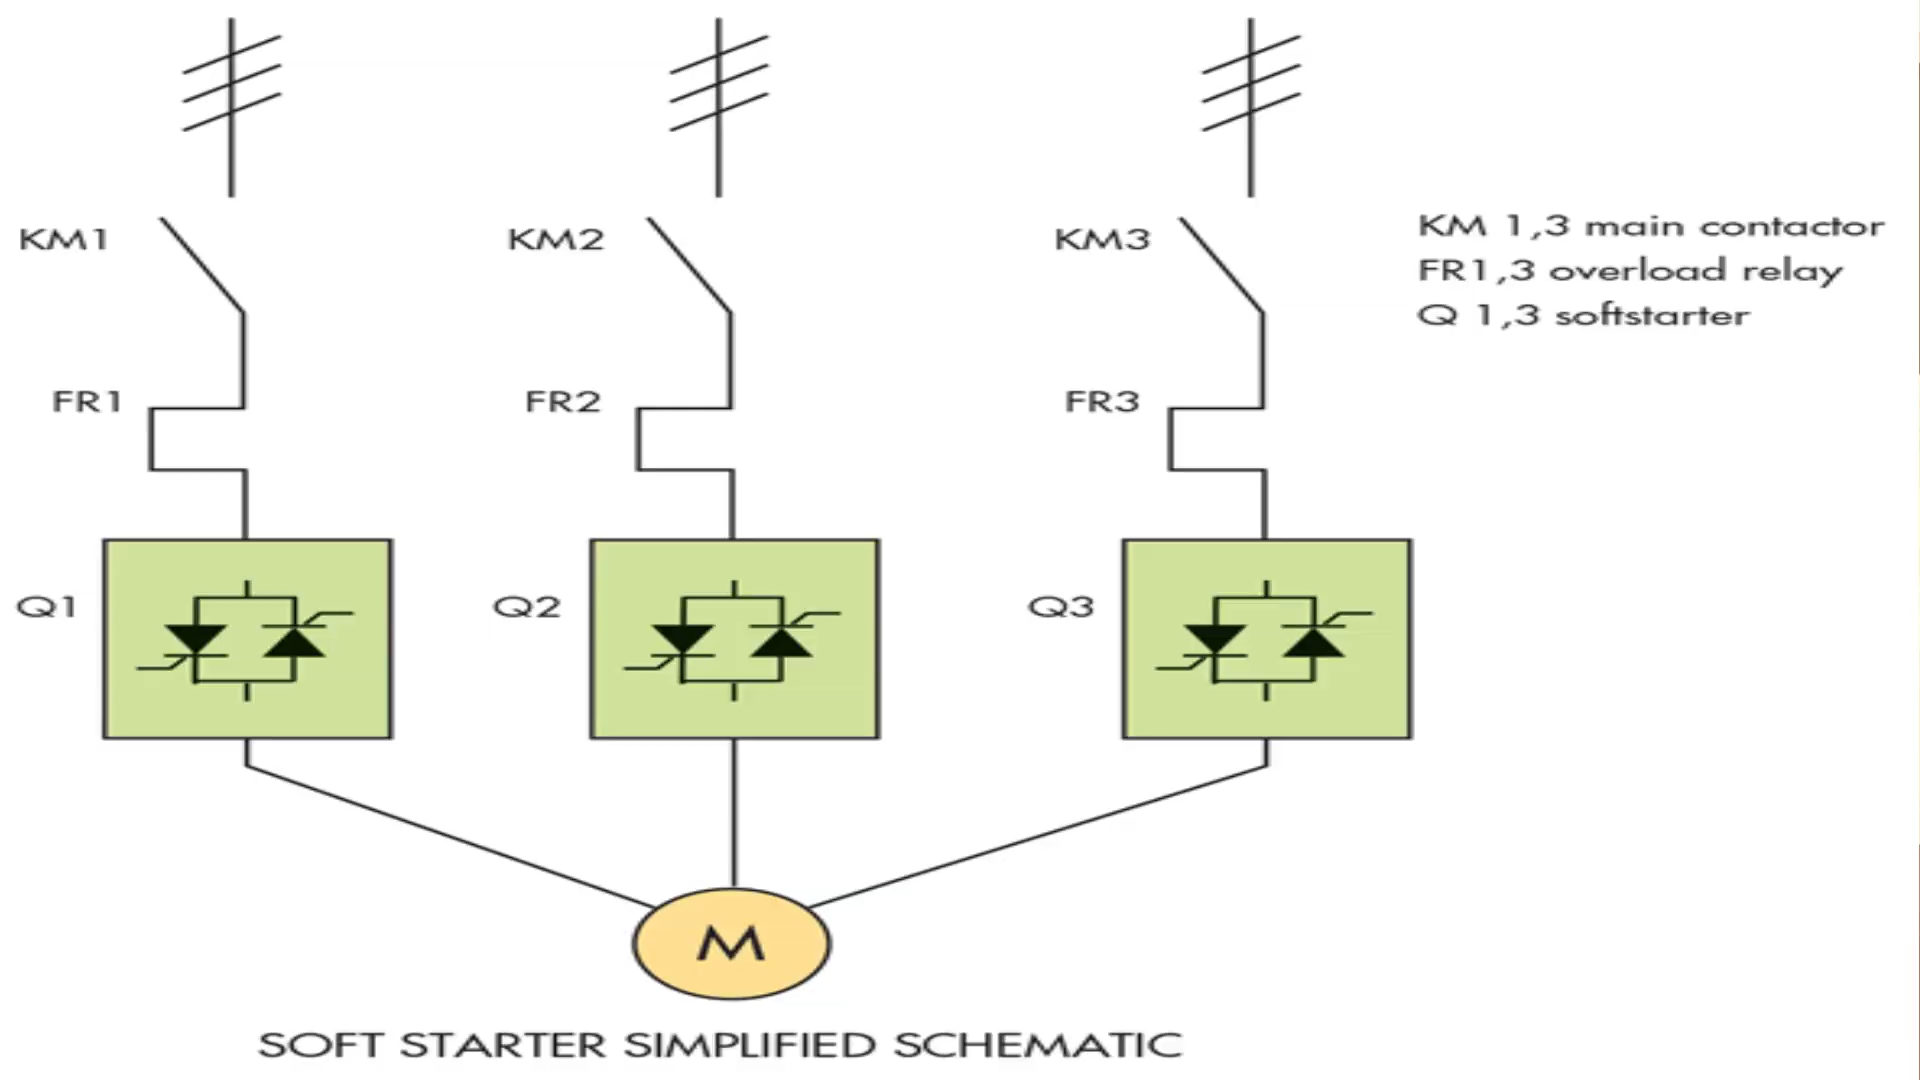 KM1
KM2
KM3
KM 1,3 main contactor
FR1,3 overload relay
Q 1,3 softstarter
FR1
FR2
FR3
Q1
Q2
Q3
M
SOFT STARTER SIMPLIFIED SCHEMATIC